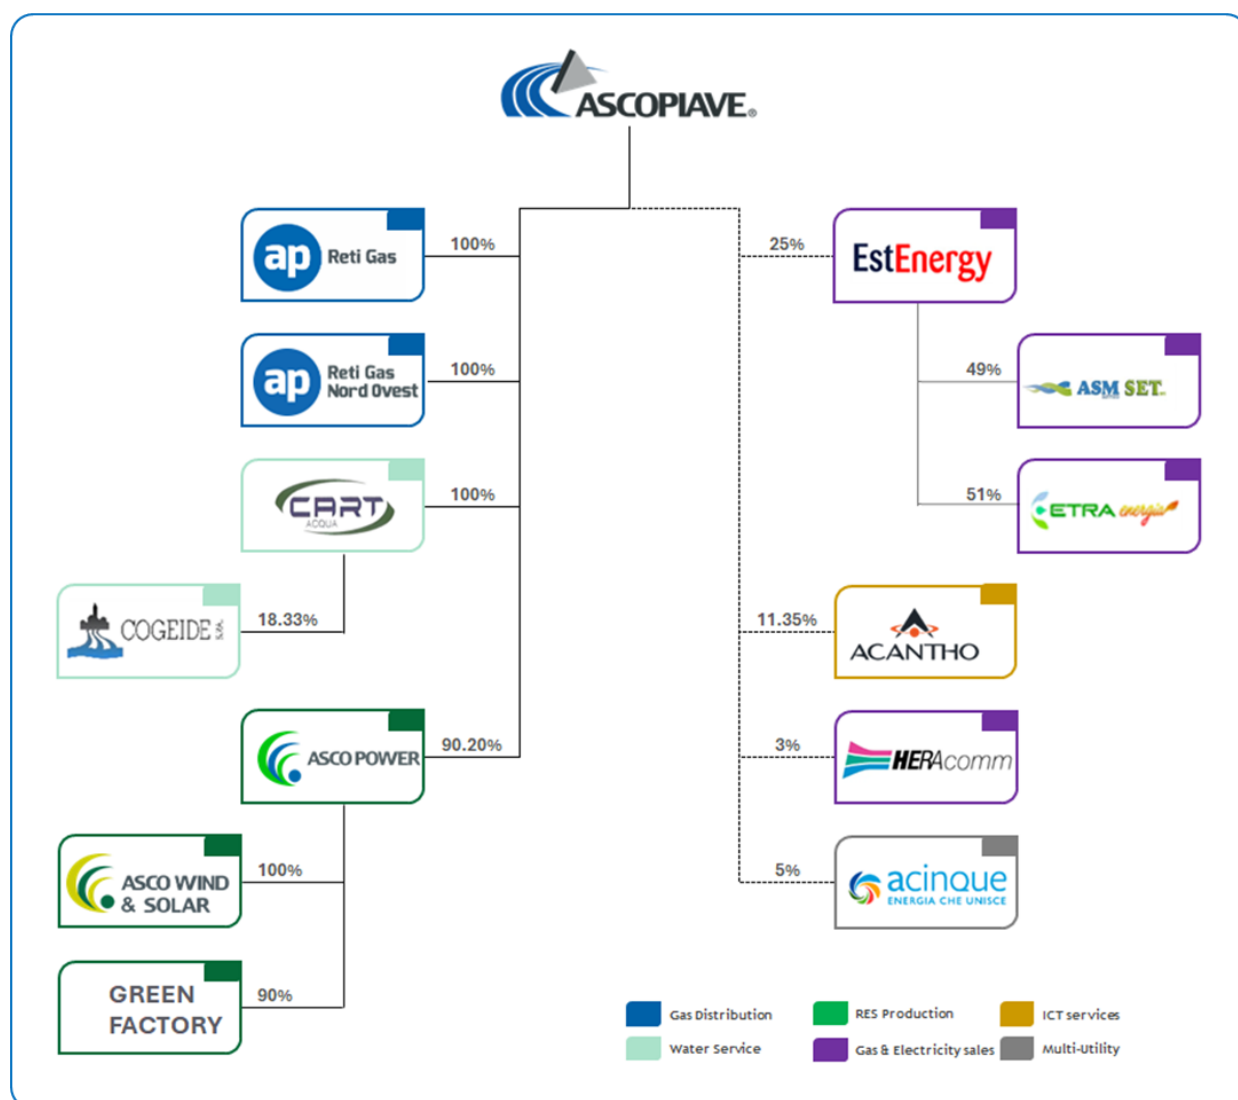 ASCOPIAVE®
ap Reti Gas
100%
25%
EstEnergy
ap Reti Gas
Nord Ovest
100%
49%
ASM SET
CART
ACQUA
100%
51%
ETRA energia
COGEIDE S.P.A.
18.33%
11.35%
ACANTHO
ASCO POWER
90.20%
3%
HERAcomm
ASCO WIND
& SOLAR
100%
5%
acinque
ENERGIA CHE UNISCE
GREEN
FACTORY
90%
Gas Distribution
RES Production
ICT services
Water Service
Gas & Electricity sales
Multi-Utility